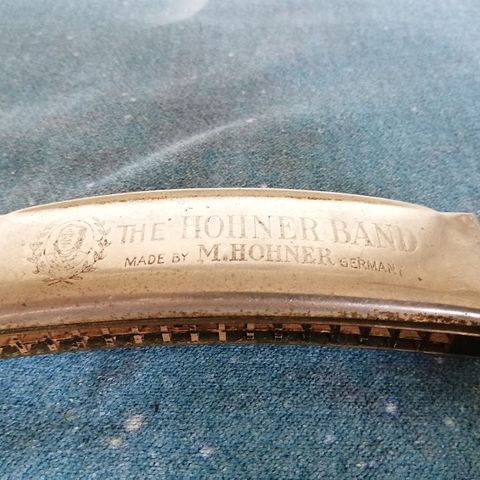 THE HOHNER BAND
MADE BY M. HOHNER GERMANY